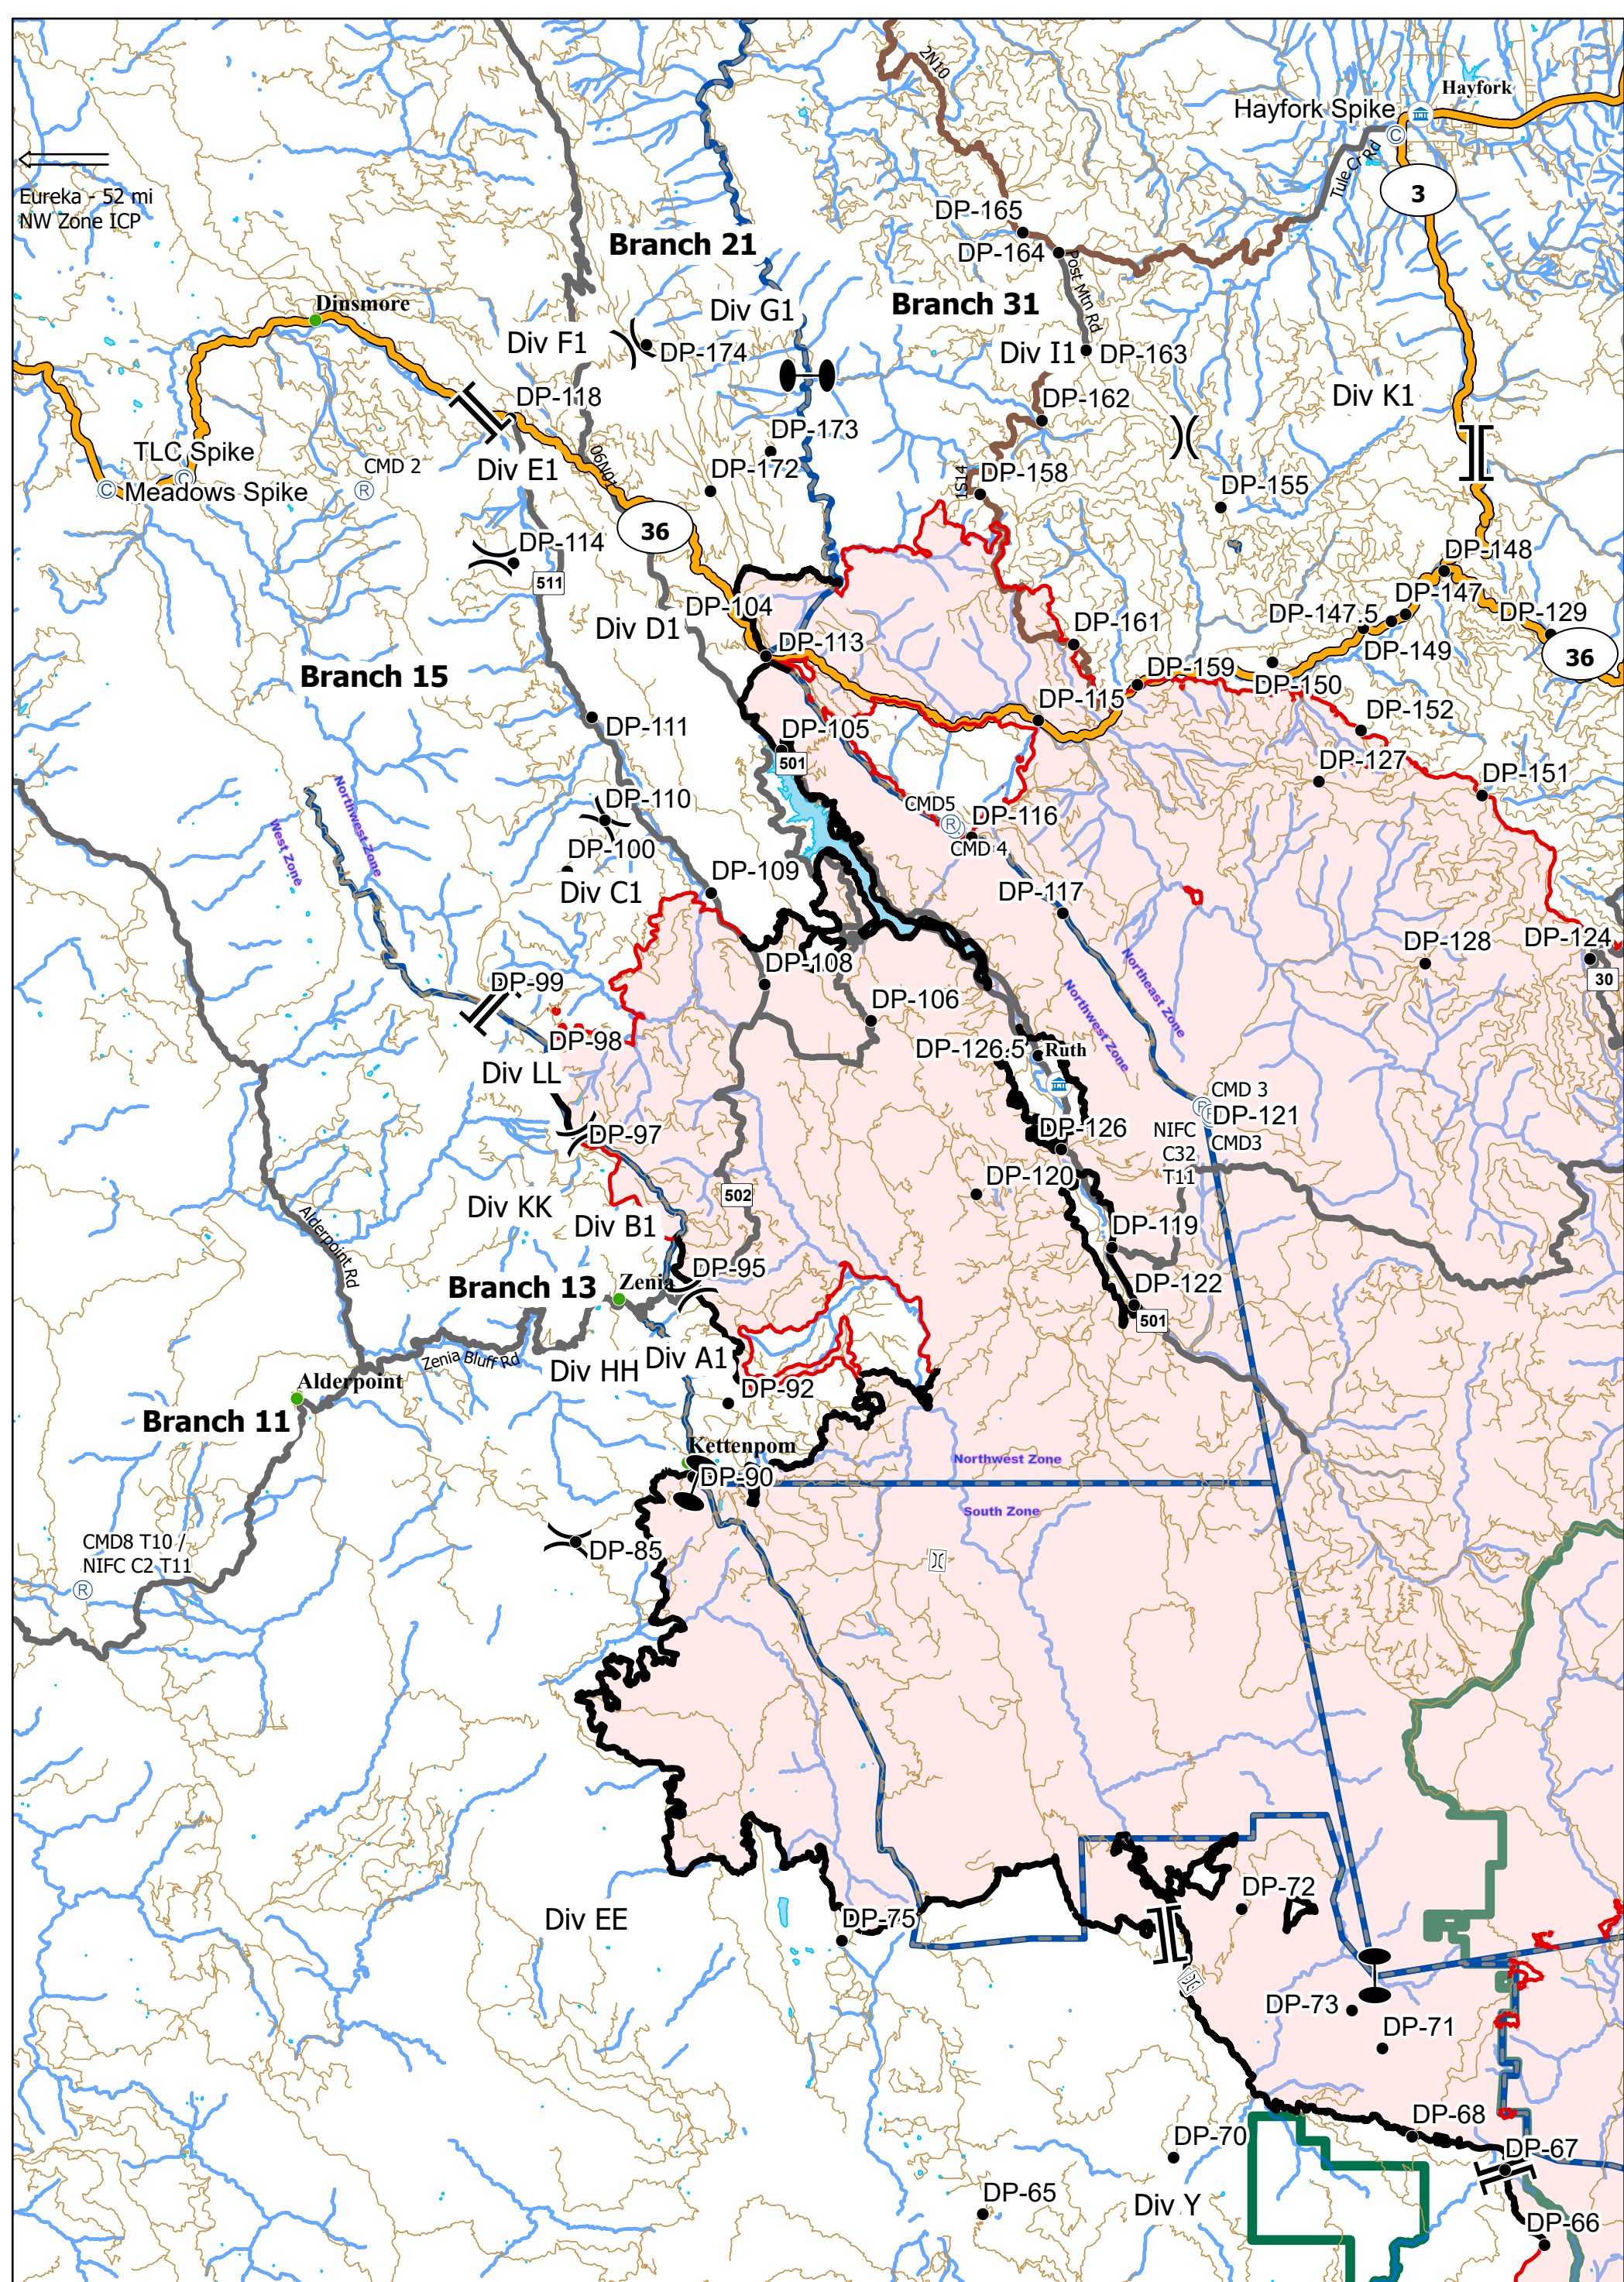 2N10
Hayfork
Hayfork Spike
Tule Cr Rd
3
Eureka - 52 mi
NW Zone ICP
DP-165
DP-164
Branch 21
Post Mtn Rd
Branch 31
Dinsmore
Div G1
Div F1
DP-174
Div I1
DP-163
Div K1
DP-118
DP-162
DP-173
TLC Spike
CMD 2
Div E1
06N01
DP-172
DP-158
1S14
DP-155
Meadows Spike
36
DP-114
511
DP-148
DP-104
DP-147
DP-147.5
DP-129
Div D1
DP-113
DP-161
DP-149
36
DP-159
DP-150
Branch 15
DP-115
DP-152
DP-111
DP-105
501
DP-127
DP-151
Northwest Zone
West Zone
DP-110
CMD5
DP-116
CMD 4
DP-100
DP-109
Div C1
DP-117
DP-128
DP-124
DP-108
30
DP-99
DP-106
Northeast Zone
Northwest Zone
DP-98
DP-126.5
Ruth
Div LL
CMD 3
DP-121
DP-97
DP-126
NIFC
C32
T11
CMD3
DP-120
502
Div KK
Div B1
DP-119
Alderpoint Rd
DP-95
Branch 13
Zenia
DP-122
501
Zenia Bluff Rd
Div HH
Div A1
Alderpoint
DP-92
Branch 11
Kettenpom
Northwest Zone
DP-90
South Zone
CMD8 T10 /
NIFC C2 T11
DP-85
DP-72
Div EE
DP-75
DP-73
DP-71
DP-68
DP-70
DP-67
DP-65
Div Y
DP-66